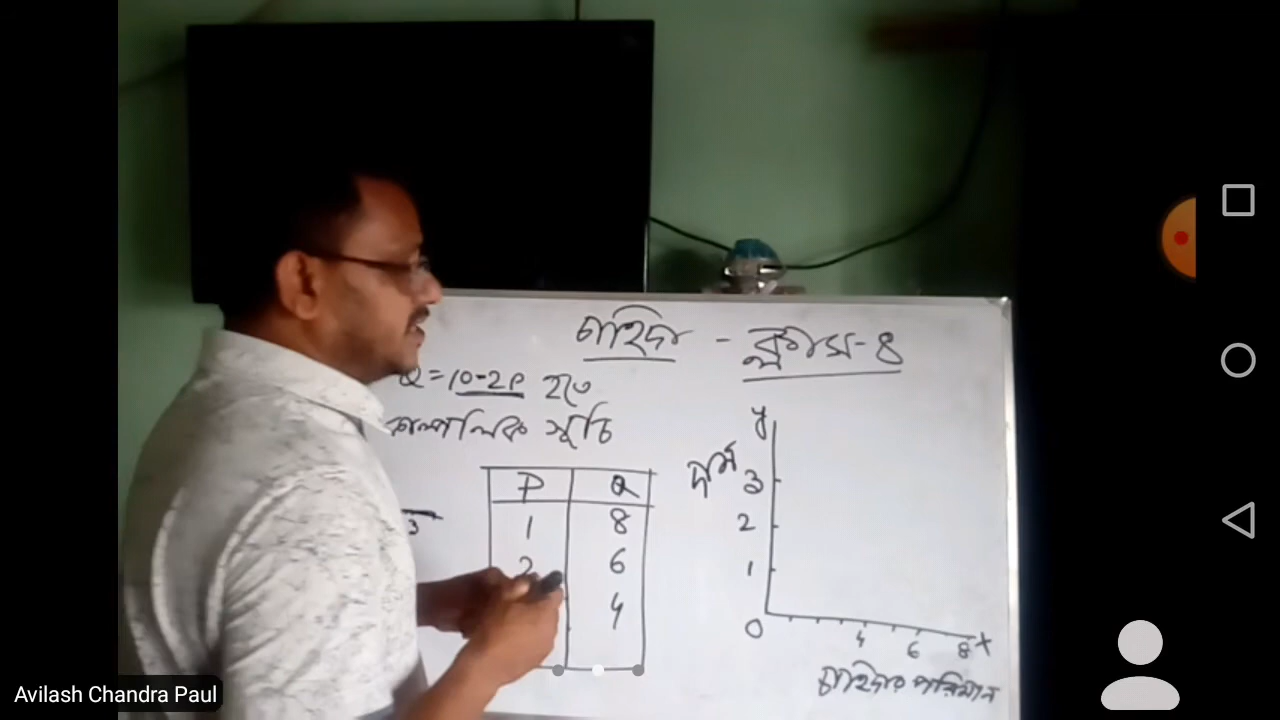 চাহিদা - ক্লাস-৪
Q = 10-2P হতে
কাল্পনিক সূচি
P Q
1 8
2 6
4
3
y
দাম
3
2
1
0
4 6 8 x
চাহিদার পরিমান
Avilash Chandra Paul